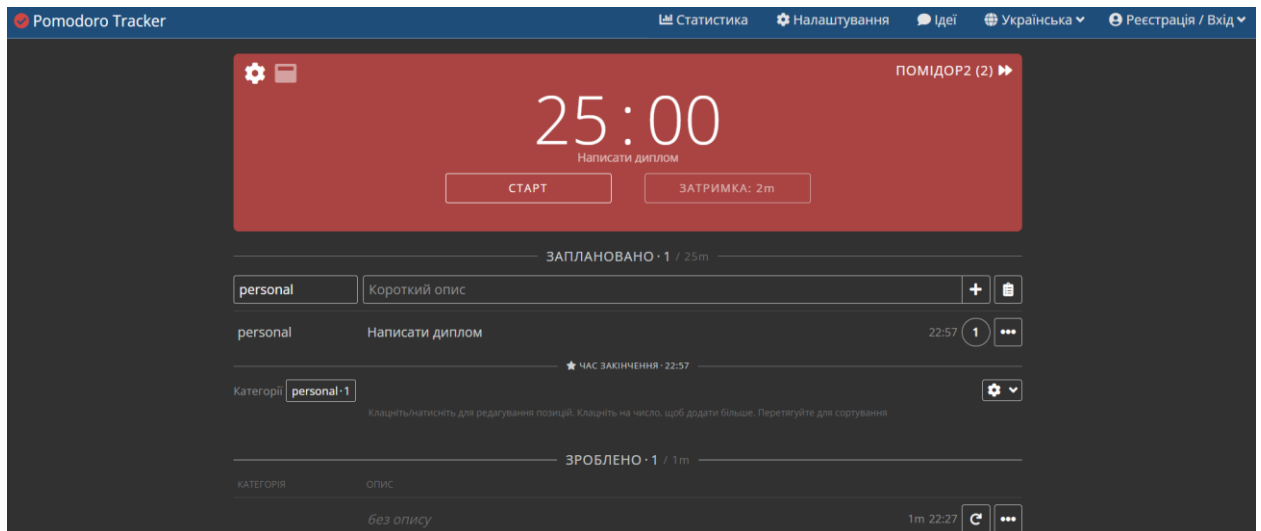 Pomodoro Tracker Статистика Налаштування Ідеї Українська Реєстрація / Вхід
ПОМІДОР2 (2)
25:00
Написати диплом
СТАРТ ЗАТРИМКА: 2m
ЗАПЛАНОВАНО · 1 / 25m
personal Короткий опис
personal Написати диплом 22:57 1
ЧАС ЗАКІНЧЕННЯ · 22:57
Категорії personal · 1
Клацніть/натисніть для редагування позицій. Клацніть на число, щоб додати більше. Перетягуйте для сортування
ЗРОБЛЕНО · 1 / 1m
КАТЕГОРІЯ ОПИС
без опису 1m 22:27